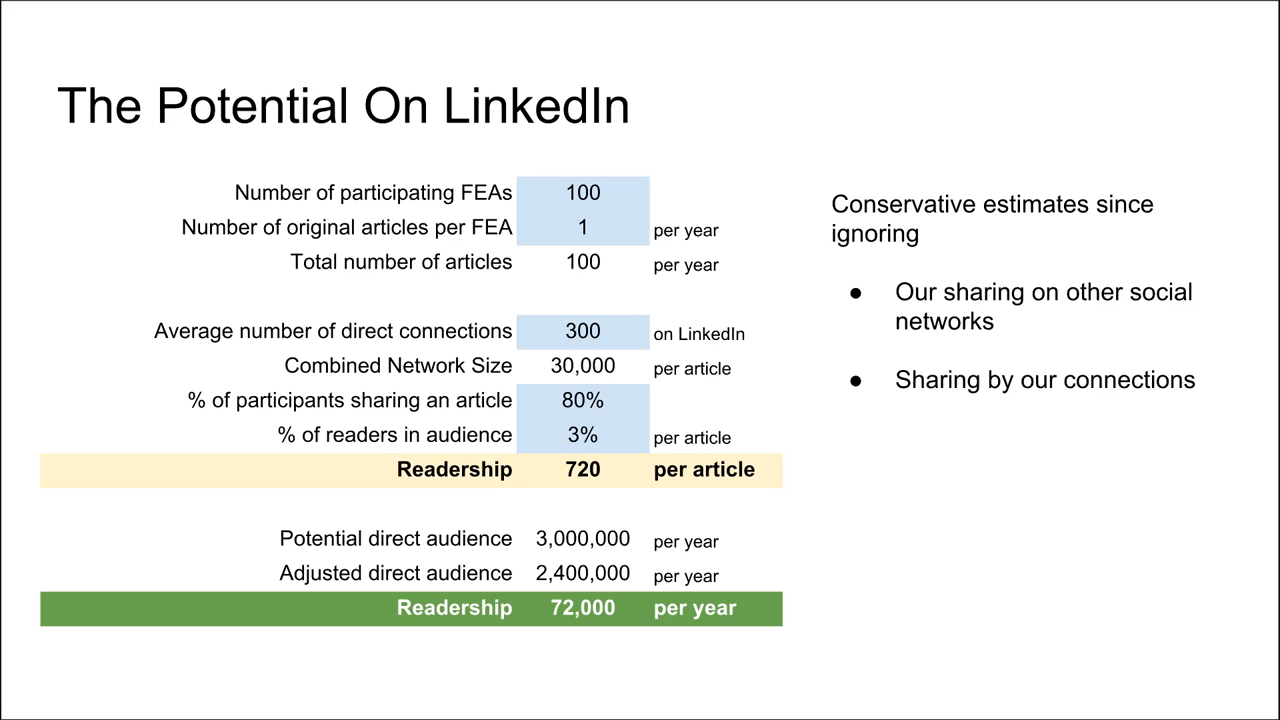 The Potential On LinkedIn
Number of participating FEAs 100
Number of original articles per FEA 1 per year
Total number of articles 100 per year
Average number of direct connections 300 on LinkedIn
Combined Network Size 30,000 per article
% of participants sharing an article 80%
% of readers in audience 3% per article
Readership 720 per article
Potential direct audience 3,000,000 per year
Adjusted direct audience 2,400,000 per year
Readership 72,000 per year
Conservative estimates since
ignoring
● Our sharing on other social
networks
● Sharing by our connections